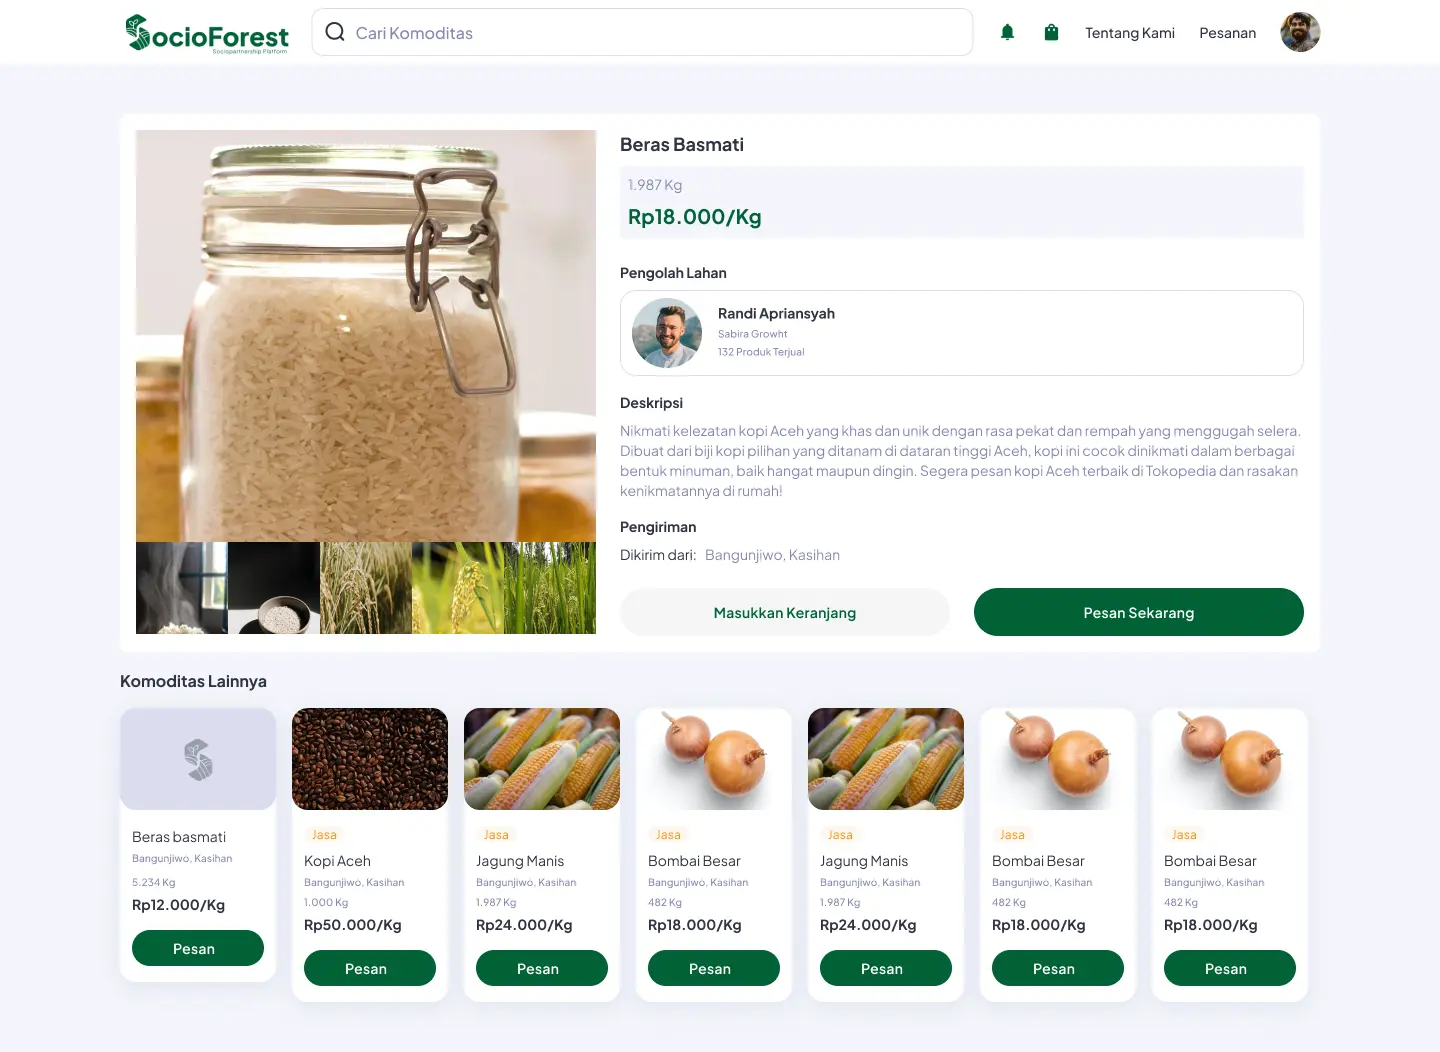 SocioForest
Sociopartnership Platform
Cari Komoditas
Tentang Kami
Pesanan
Beras Basmati
1.987 Kg
Rp18.000/Kg
Pengolah Lahan
Randi Apriansyah
Sabira Growht
132 Produk Terjual
Deskripsi
Nikmati kelezatan kopi Aceh yang khas dan unik dengan rasa pekat dan rempah yang menggugah selera.
Dibuat dari biji kopi pilihan yang ditanam di dataran tinggi Aceh, kopi ini cocok dinikmati dalam berbagai
bentuk minuman, baik hangat maupun dingin. Segera pesan kopi Aceh terbaik di Tokopedia dan rasakan
kenikmatannya di rumah!
Pengiriman
Dikirim dari: Bangunjiwo, Kasihan
Masukkan Keranjang
Pesan Sekarang
Komoditas Lainnya
Beras basmati
Bangunjiwo, Kasihan
5.234 Kg
Rp12.000/Kg
Pesan
Jasa
Kopi Aceh
Bangunjiwo, Kasihan
1.000 Kg
Rp50.000/Kg
Pesan
Jasa
Jagung Manis
Bangunjiwo, Kasihan
1.987 Kg
Rp24.000/Kg
Pesan
Jasa
Bombai Besar
Bangunjiwo, Kasihan
482 Kg
Rp18.000/Kg
Pesan
Jasa
Jagung Manis
Bangunjiwo, Kasihan
1.987 Kg
Rp24.000/Kg
Pesan
Jasa
Bombai Besar
Bangunjiwo, Kasihan
482 Kg
Rp18.000/Kg
Pesan
Jasa
Bombai Besar
Bangunjiwo, Kasihan
482 Kg
Rp18.000/Kg
Pesan